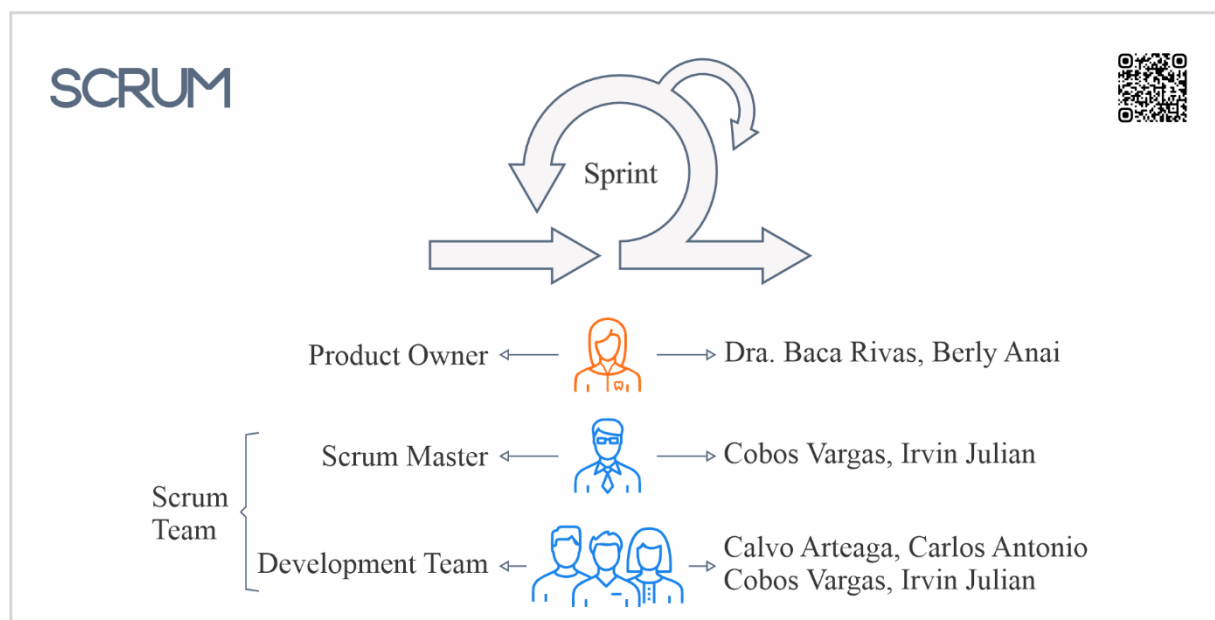 SCRUM
Sprint
Product Owner
Dra. Baca Rivas, Berly Anai
Scrum Master
Cobos Vargas, Irvin Julian
Scrum
Team
Development Team
Calvo Arteaga, Carlos Antonio
Cobos Vargas, Irvin Julian